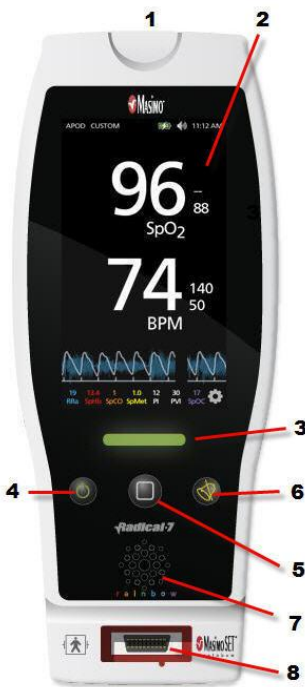 1
2
MASIMO
APOD CUSTOM 11:12 AM
96 – 88
SpO2
74 140 50
BPM
19 13.4 1 1.0 12 30 17
RRa SpHb SpCO SpMet PI PVI SpOC
3
4
5
6
Radical-7
7
rainbow
MASIMO SET
8